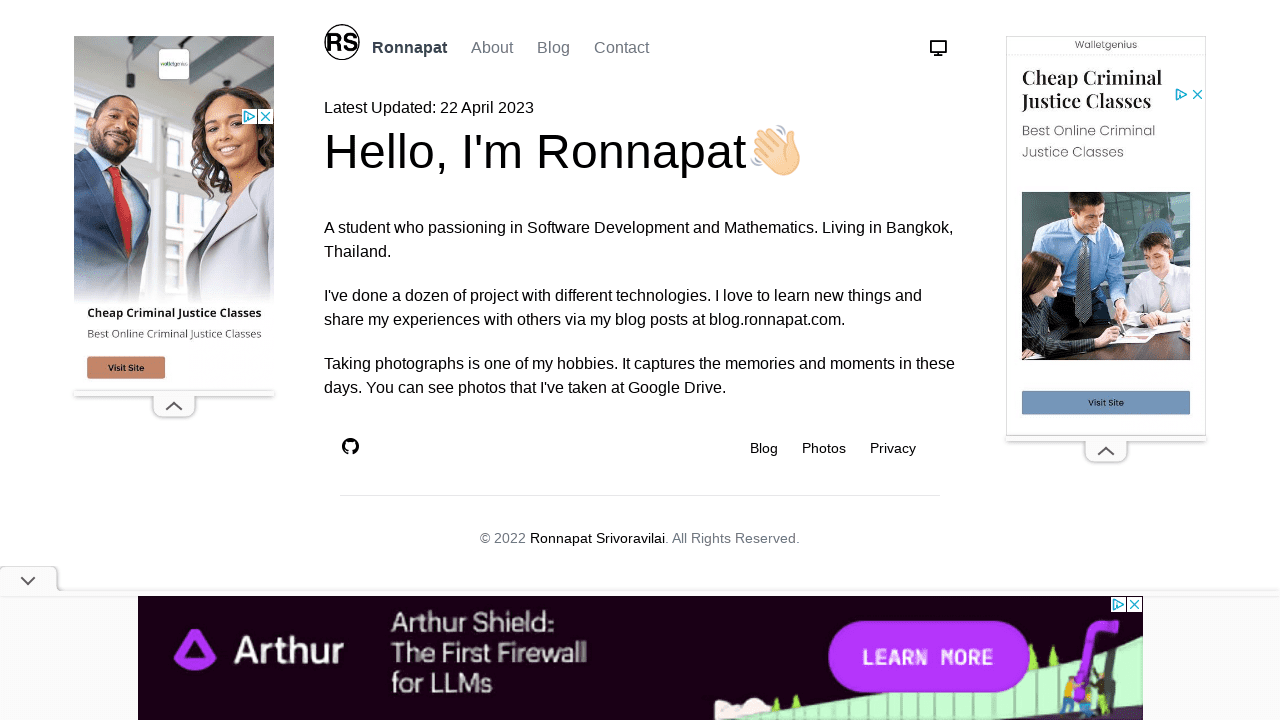 RS
Ronnapat About Blog Contact
Latest Updated: 22 April 2023
Hello, I'm Ronnapat👋🏻
A student who passioning in Software Development and Mathematics. Living in Bangkok,
Thailand.
I've done a dozen of project with different technologies. I love to learn new things and
share my experiences with others via my blog posts at blog.ronnapat.com.
Taking photographs is one of my hobbies. It captures the memories and moments in these
days. You can see photos that I've taken at Google Drive.
Blog Photos Privacy
© 2022 Ronnapat Srivoravilai. All Rights Reserved.
walletgenius
Cheap Criminal Justice Classes
Best Online Criminal Justice Classes
Visit Site
Walletgenius
Cheap Criminal
Justice Classes
Best Online Criminal
Justice Classes
Visit Site
Arthur
Arthur Shield:
The First Firewall
for LLMs
LEARN MORE